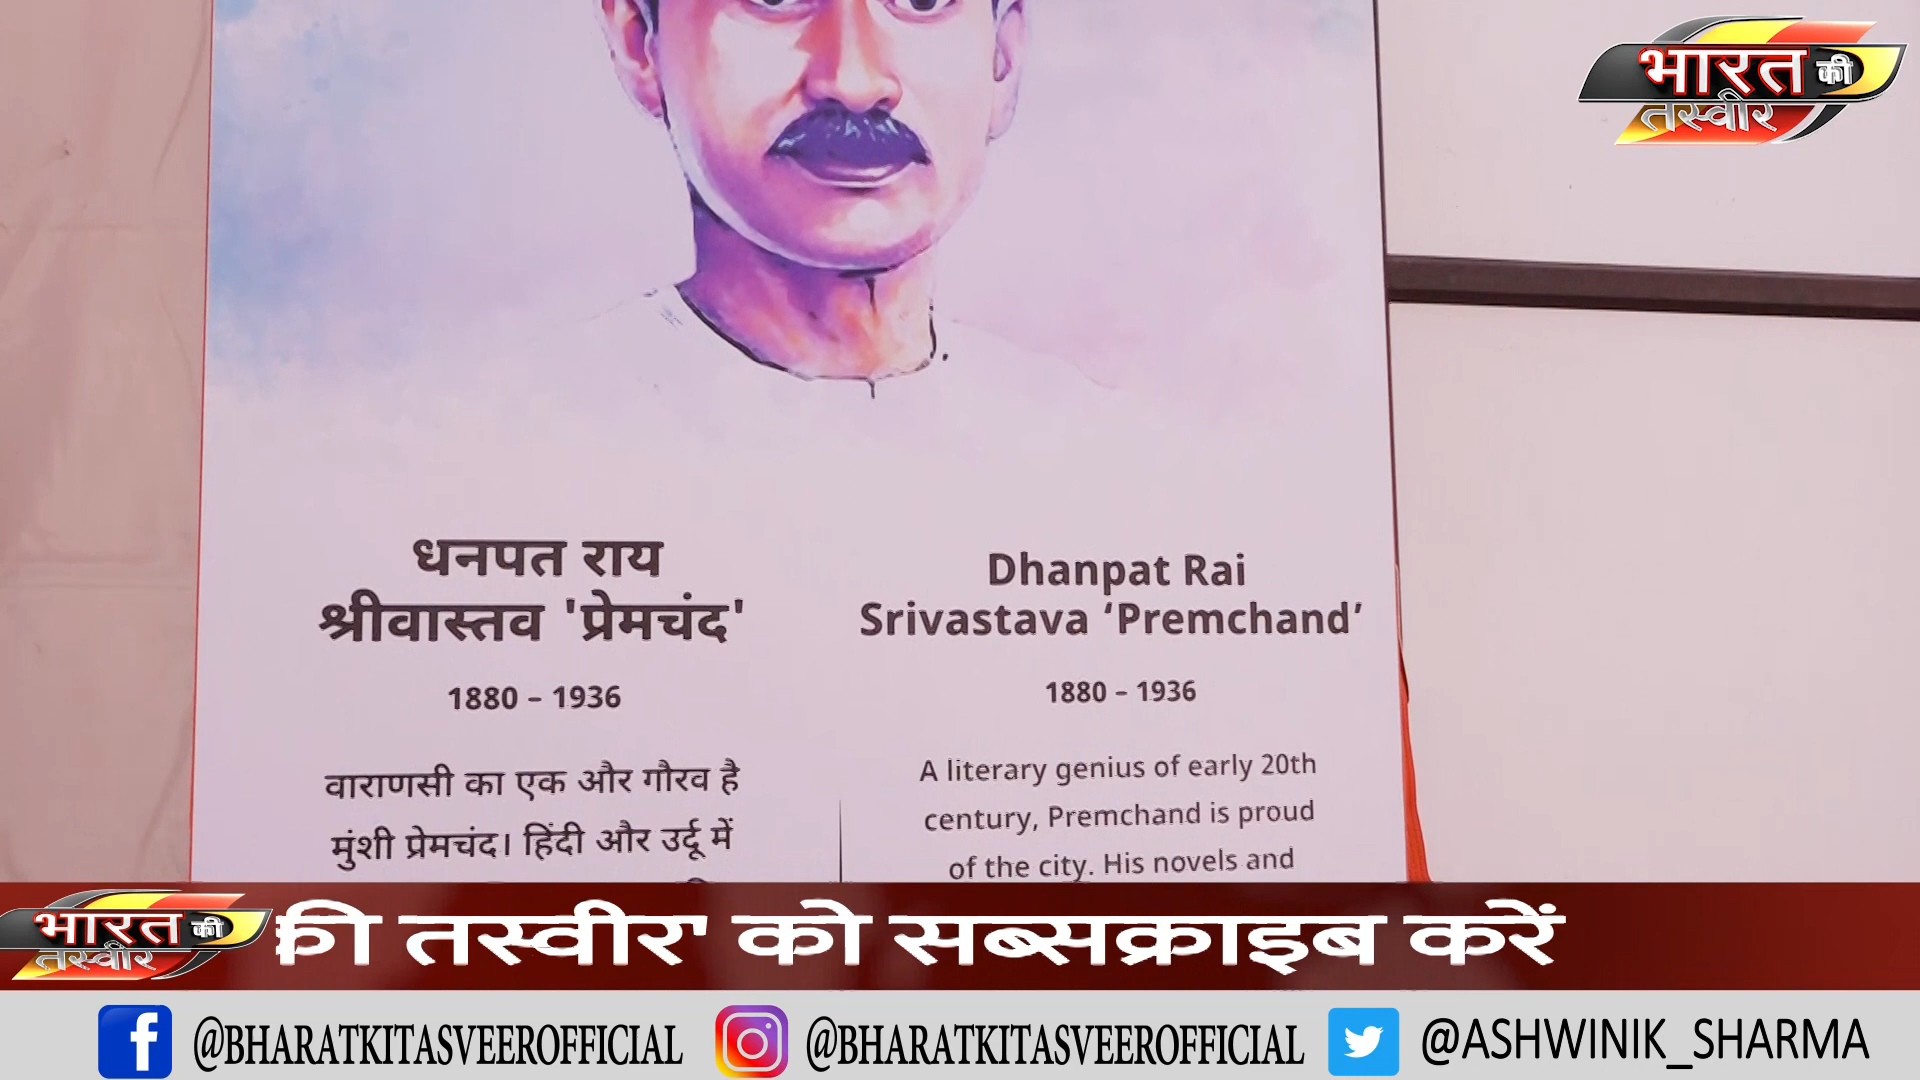 भारत की
तस्वीर
धनपत राय
श्रीवास्तव 'प्रेमचंद'
1880 – 1936
वाराणसी का एक और गौरव है
मुंशी प्रेमचंद। हिंदी और उर्दू में
Dhanpat Rai
Srivastava ‘Premchand’
1880 – 1936
A literary genius of early 20th
century, Premchand is proud
of the city. His novels and
भारत की
तस्वीर
की तस्वीर' को सब्सक्राइब करें
@BHARATKITASVEEROFFICIAL
@BHARATKITASVEEROFFICIAL
@ASHWINIK_SHARMA